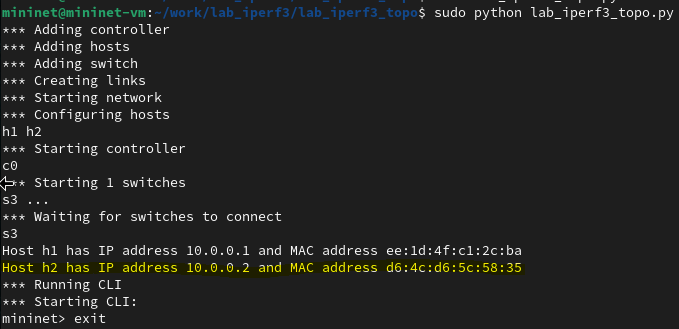 mininet@mininet-vm:~/work/lab_iperf3/lab_iperf3_topo$ sudo python lab_iperf3_topo.py
*** Adding controller
*** Adding hosts
*** Adding switch
*** Creating links
*** Starting network
*** Configuring hosts
h1 h2
*** Starting controller
c0
*** Starting 1 switches
s3 ...
*** Waiting for switches to connect
s3
Host h1 has IP address 10.0.0.1 and MAC address ee:1d:4f:c1:2c:ba
Host h2 has IP address 10.0.0.2 and MAC address d6:4c:d6:5c:58:35
*** Running CLI
*** Starting CLI:
mininet> exit